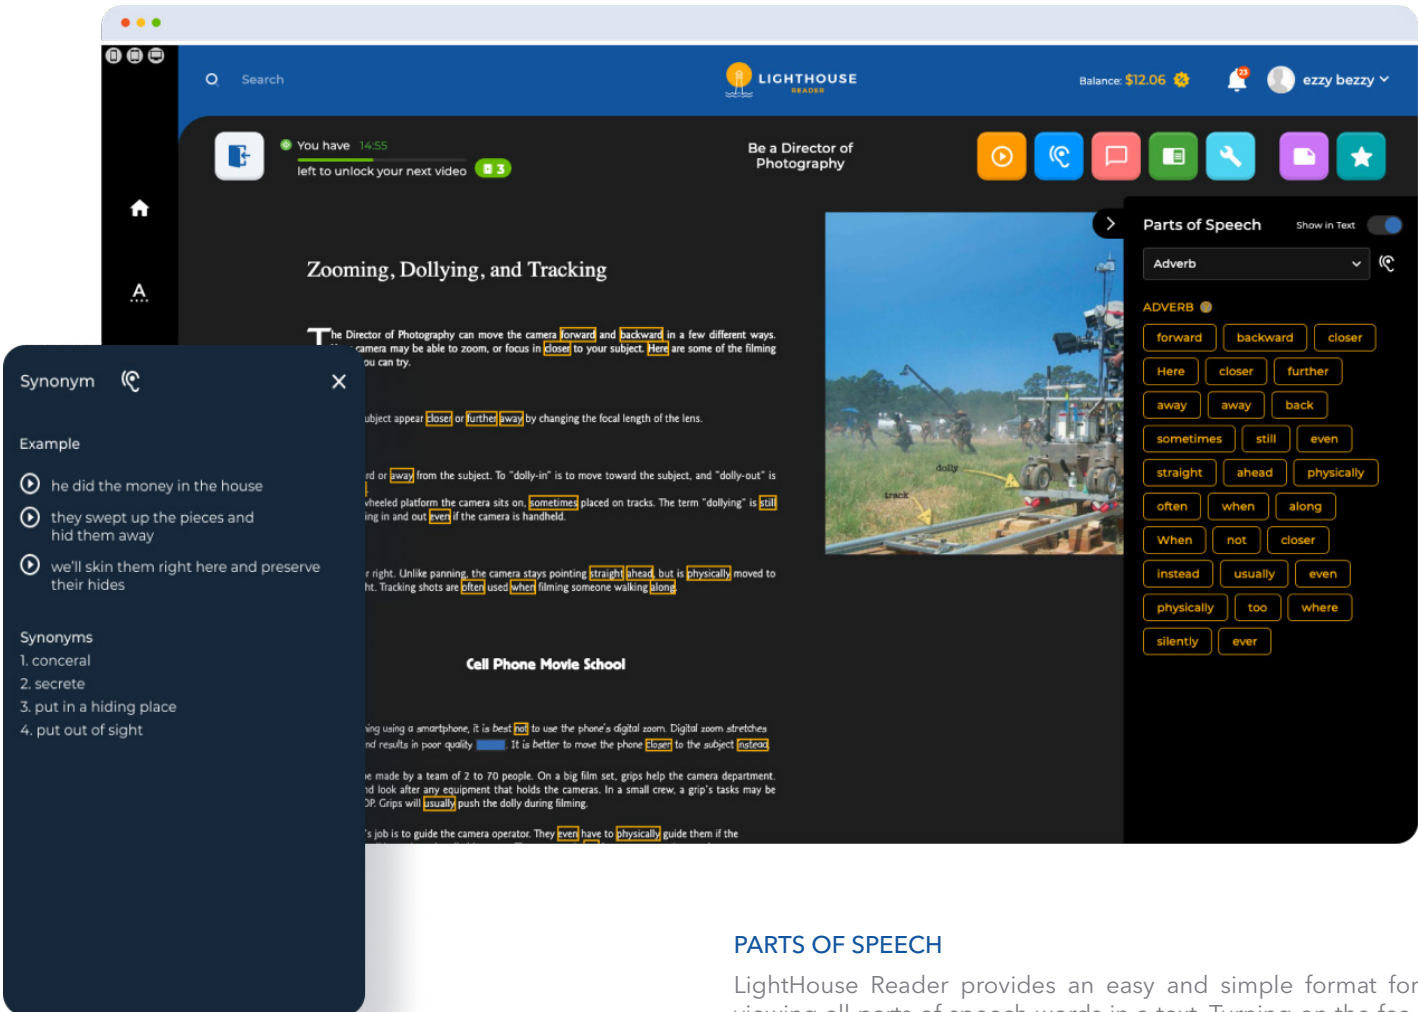 Search
LIGHTHOUSE
READER
Balance: $12.06
23
ezzy bezzy
You have 14:55
left to unlock your next video 3
Be a Director of
Photography
Zooming, Dollying, and Tracking
The Director of Photography can move the camera forward and backward in a few different ways.
camera may be able to zoom, or focus in closer to your subject. Here are some of the filming
you can try.
subject appear closer or further away by changing the focal length of the lens.
or away from the subject. To "dolly-in" is to move toward the subject, and "dolly-out" is
wheeled platform the camera sits on, sometimes placed on tracks. The term "dollying" is still
in and out even if the camera is handheld.
right. Unlike panning, the camera stays pointing straight ahead, but is physically moved to
Tracking shots are often used when filming someone walking along.
Cell Phone Movie School
using a smartphone, it is best not to use the phone's digital zoom. Digital zoom stretches
results in poor quality . It is better to move the phone closer to the subject instead.
made by a team of 2 to 70 people. On a big film set, grips help the camera department.
look after any equipment that holds the cameras. In a small crew, a grip's tasks may be
DP. Grips will usually push the dolly during filming.
's job is to guide the camera operator. They even have to physically guide them if the
dolly
track
Parts of Speech Show in Text
Adverb
ADVERB
forward backward closer
Here closer further
away away back
sometimes still even
straight ahead physically
often when along
When not closer
instead usually even
physically too where
silently ever
A
Synonym
Example
he did the money in the house
they swept up the pieces and
hid them away
we'll skin them right here and preserve
their hides
Synonyms
1. conceral
2. secrete
3. put in a hiding place
4. put out of sight
PARTS OF SPEECH
LightHouse Reader provides an easy and simple format for
viewing all parts of speech words in a text. Turning on the fea-